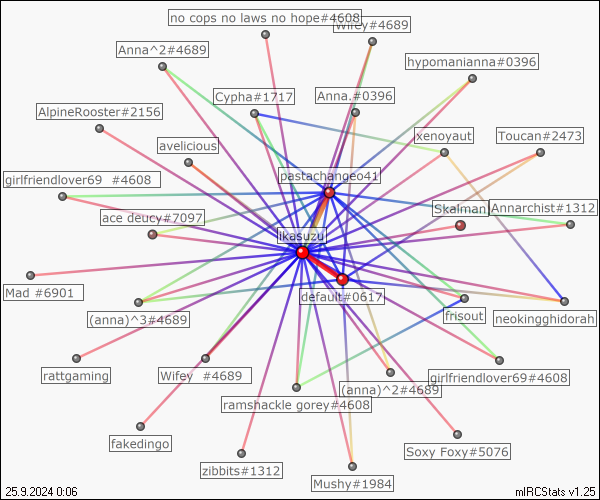 no cops no laws no hope#4608
Wifey#4689
Anna^2#4689
hypomanianna#0396
Cypha#1717
Anna.#0396
AlpineRooster#2156
xenoyaut
Toucan#2473
avelicious
pastachangeo41
girlfriendlover69 #4608
Skalman
Annarchist#1312
ace deucy#7097
ikasuzu
Mad #6901
default#0617
(anna)^3#4689
frisout
neokingghidorah
rattgaming
Wifey #4689
girlfriendlover69#4608
(anna)^2#4689
ramshackle gorey#4608
fakedingo
Soxy Foxy#5076
zibbits#1312
Mushy#1984
25.9.2024 0:06
mIRCStats v1.25